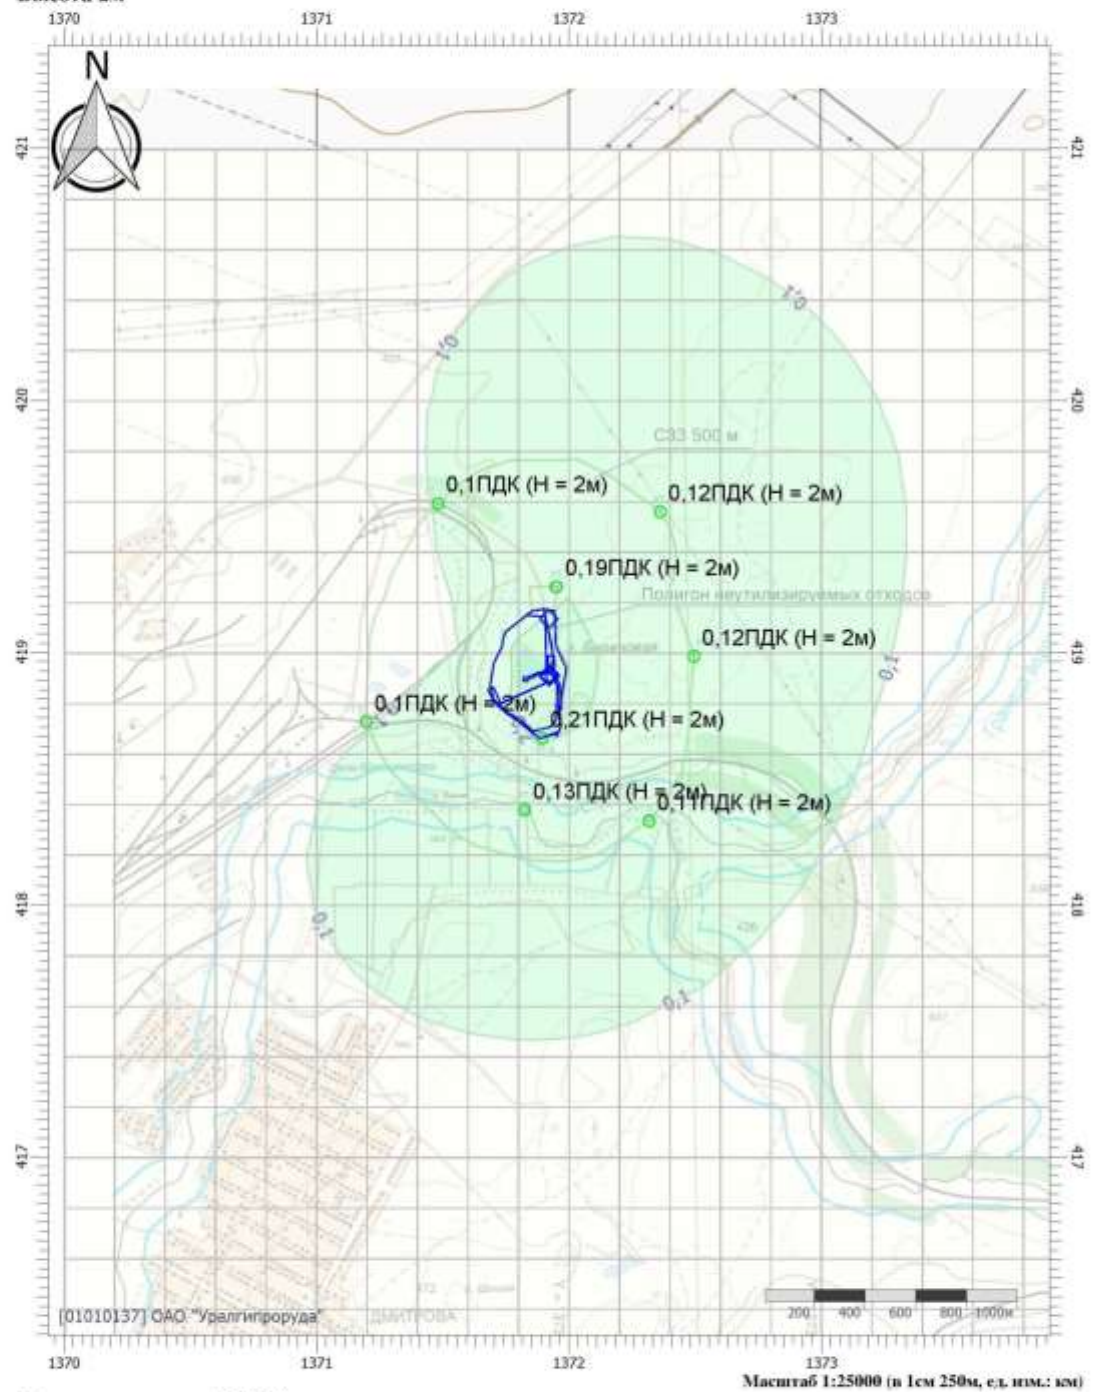 1370 1371 1372 1373
N
421 421
0,1
0,1
420 420
СЗЗ 500 м
0,1ПДК (Н = 2м)
0,12ПДК (Н = 2м)
0,19ПДК (Н = 2м)
Полигон неутилизируемых отходов
0,12ПДК (Н = 2м)
419 419
0,1
0,1ПДК (Н = 2м)
0,21ПДК (Н = 2м)
0,13ПДК (Н = 2м)
0,11ПДК (Н = 2м)
418 418
0,1
0,1
417 417
200 400 600 800 1000м
[01010137] ОАО "Уралгипроруда"
ДМИТРОВА
1370 1371 1372 1373
Масштаб 1:25000 (в 1см 250м, ед. изм.: км)